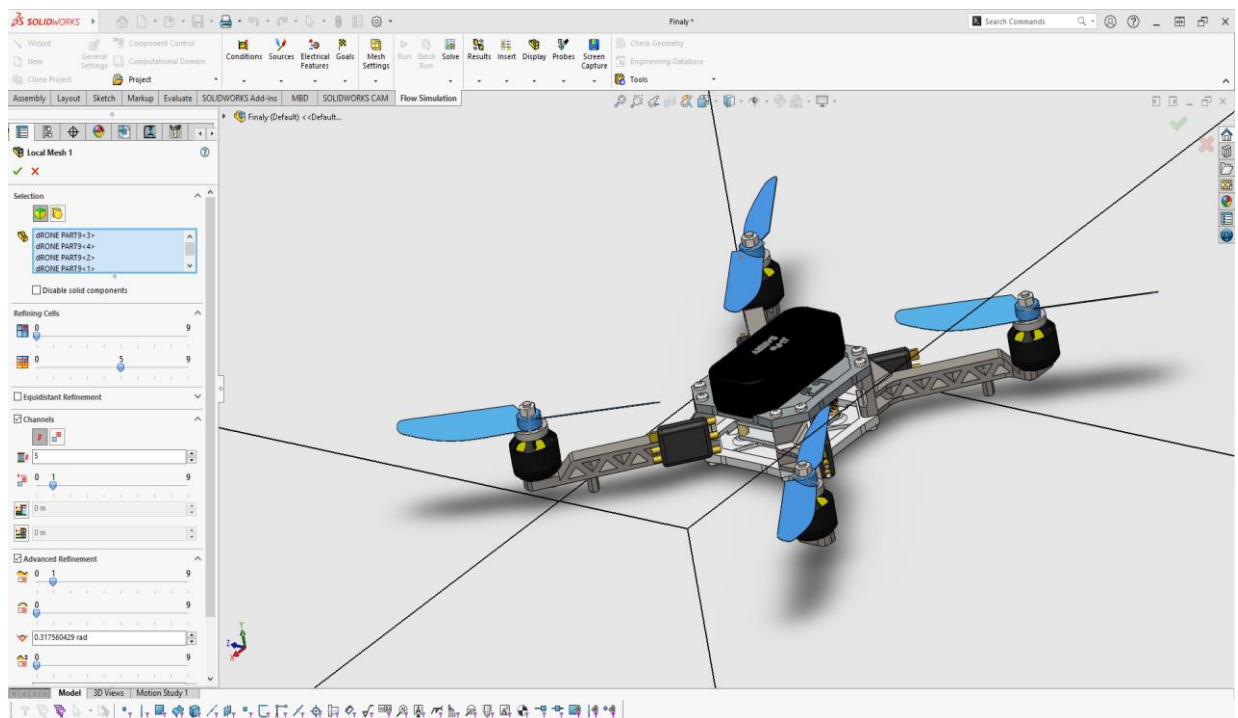 SOLIDWORKS
Finaly *
Search Commands
Wizard
New
Clone Project
General Settings
Component Control
Computational Domain
Project
Conditions
Sources
Electrical Features
Goals
Mesh Settings
Run
Batch Run
Solve
Results
Insert
Display
Probes
Screen Capture
Check Geometry
Engineering Database
Tools
Assembly
Layout
Sketch
Markup
Evaluate
SOLIDWORKS Add-Ins
MBD
SOLIDWORKS CAM
Flow Simulation
Finaly (Default) <<Default...
Local Mesh 1
Selection
dRONE PART9<3>
dRONE PART9<4>
dRONE PART9<2>
dRONE PART9<1>
Disable solid components
Refining Cells
0 9
0 5 9
Equidistant Refinement
Channels
5
0 1 9
0 m
0 m
Advanced Refinement
0 1 9
0 9
0.317560429 rad
0 9
Y
Z
X
Model
3D Views
Motion Study 1